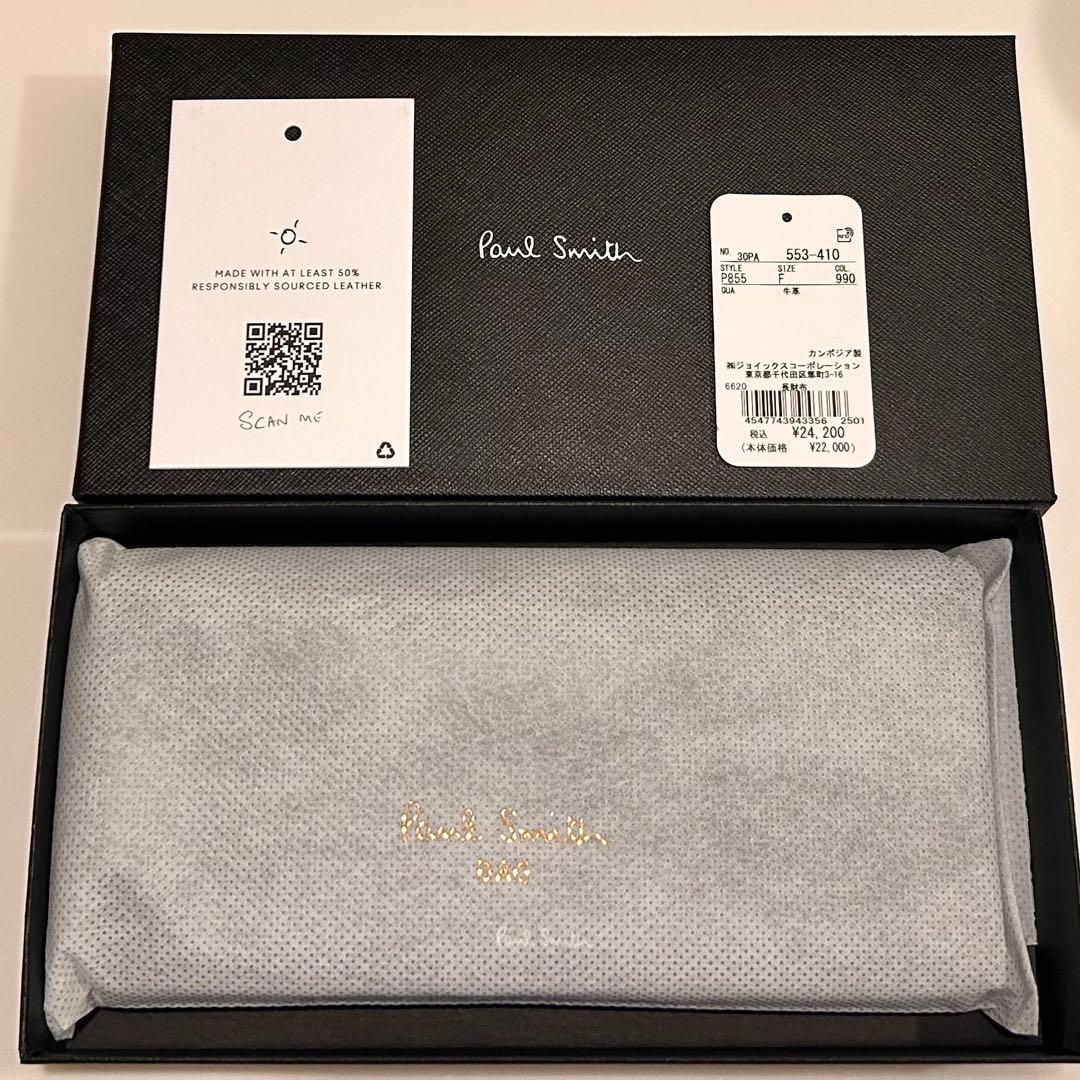 MADE WITH AT LEAST 50%
RESPONSIBLY SOURCED LEATHER
SCAN ME
Paul Smith
RFID
NO. 30PA 553-410
STYLE SIZE COL.
P855 F 990
QUA. 牛革
カンボジア製
㈱ジョイックスコーポレーション
東京都千代田区隼町3-16
6620 長財布
4547743943356 2501
税込 ¥24,200
(本体価格 ¥22,000)
Paul Smith
BAG
Paul Smith